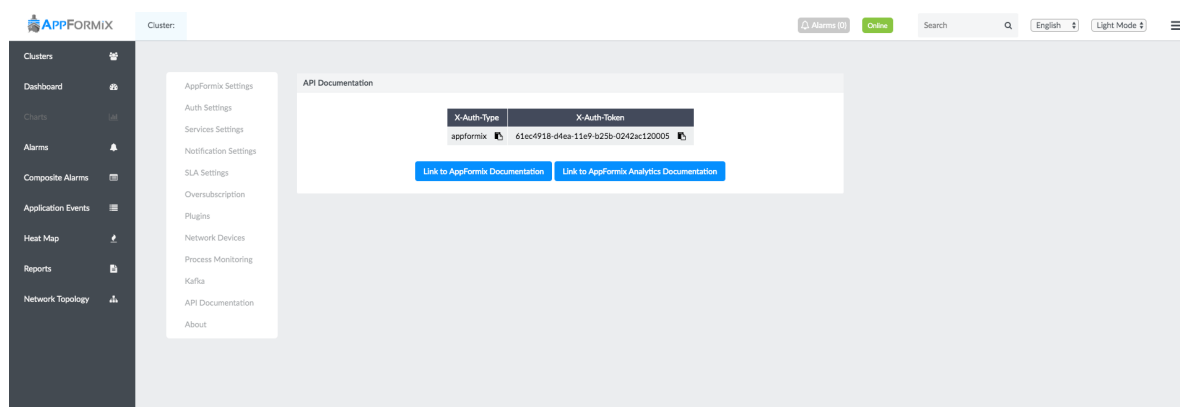 APPFORMIX
Cluster:
Alarms (0)
Online
Search
English
Light Mode
Clusters
Dashboard
Charts
Alarms
Composite Alarms
Application Events
Heat Map
Reports
Network Topology
AppFormix Settings
Auth Settings
Services Settings
Notification Settings
SLA Settings
Oversubscription
Plugins
Network Devices
Process Monitoring
Kafka
API Documentation
About
API Documentation
X-Auth-Type X-Auth-Token
appformix 61ec4918-d4ea-11e9-b25b-0242ac120005
Link to AppFormix Documentation Link to AppFormix Analytics Documentation